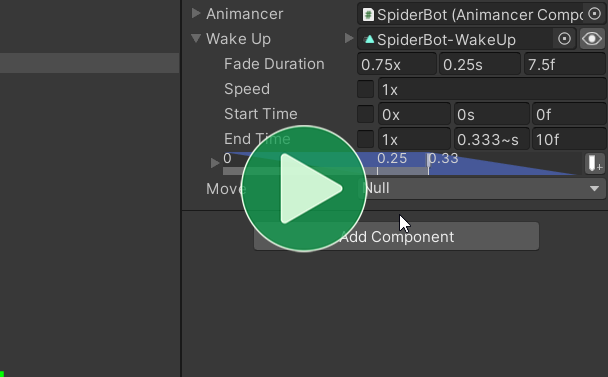 Animancer SpiderBot (Animancer Compo
Wake Up SpiderBot-WakeUp
Fade Duration 0.75x 0.25s 7.5f
Speed 1x
Start Time 0x 0s 0f
End Time 1x 0.333~s 10f
0 0.25 0.33
Move Null
Add Component